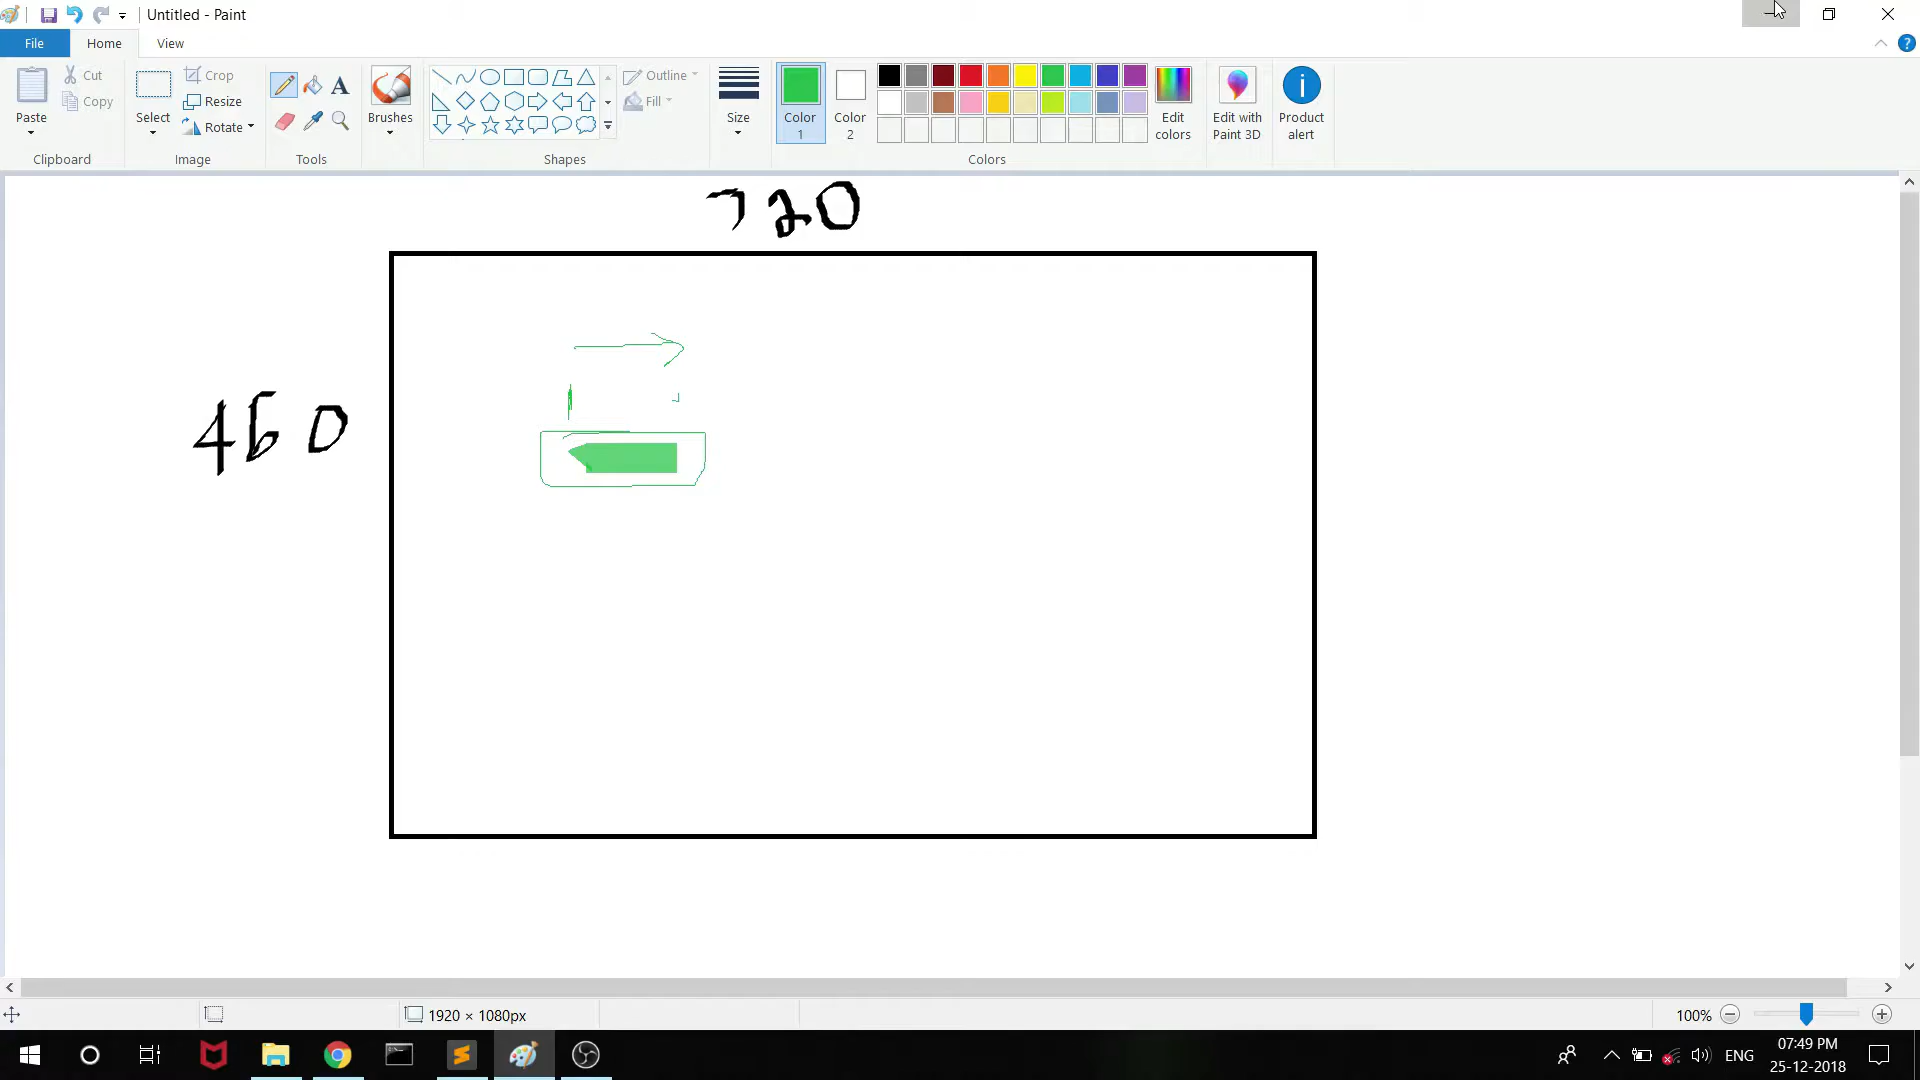 Untitled - Paint
File Home View
Cut Crop Outline
Copy Resize Fill
Rotate
Paste Select Brushes Size Color 1 Color 2 Edit colors Edit with Paint 3D Product alert
Clipboard Image Tools Shapes Colors
720
460
1920 × 1080px 100%
07:49 PM
ENG
25-12-2018